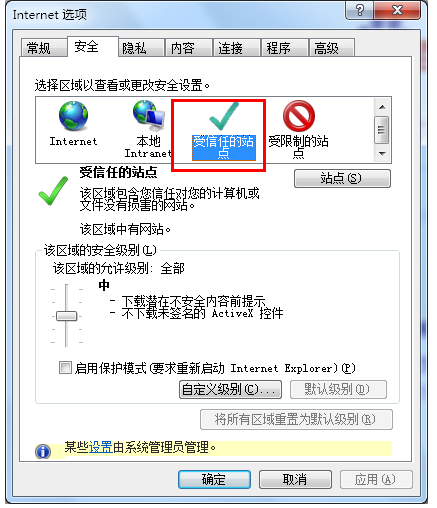 Internet 选项
常规 安全 隐私 内容 连接 程序 高级
选择区域以查看或更改安全设置。
Internet 本地 Intranet 受信任的站点 受限制的站点
受信任的站点
站点(S)
该区域包含您信任对您的计算机或
文件没有损害的网站。
该区域中有网站。
该区域的安全级别(L)
该区域的允许级别: 全部
中
- 下载潜在不安全内容前提示
- 不下载未签名的 ActiveX 控件
启用保护模式(要求重新启动 Internet Explorer)(P)
自定义级别(C)... 默认级别(D)
将所有区域重置为默认级别(R)
某些设置由系统管理员管理。
确定 取消 应用(A)